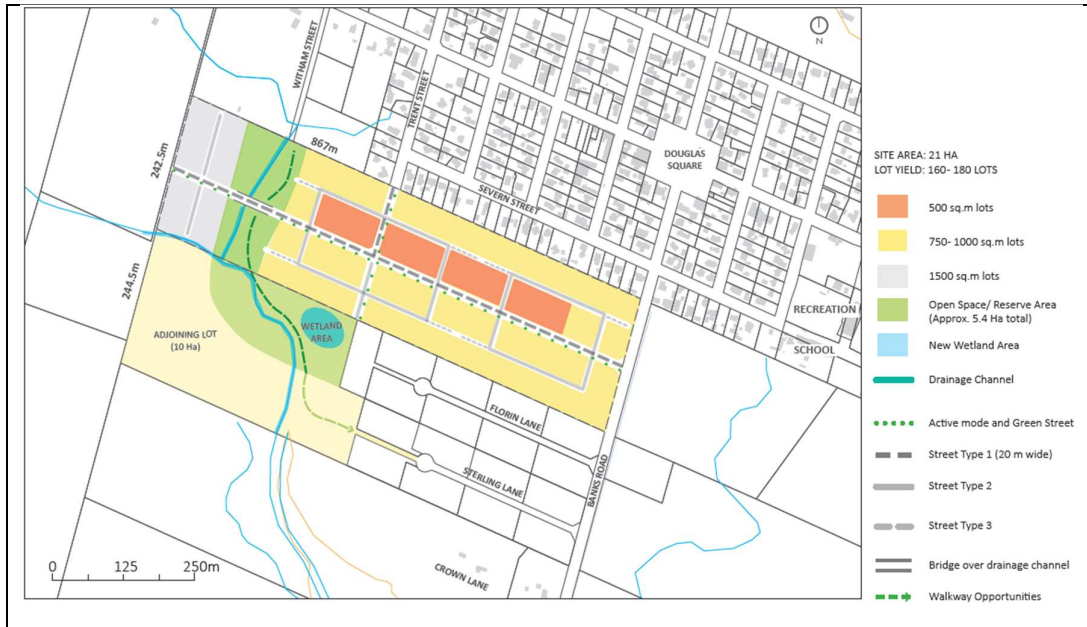 N
WITHAM STREET
TRENT STREET
867m
242.5m
DOUGLAS
SQUARE
SEVERN STREET
244.5m
ADJOINING LOT
(10 Ha)
WETLAND
AREA
RECREATION
SCHOOL
FLORIN LANE
STERLING LANE
BANKS ROAD
CROWN LANE
0 125 250m
SITE AREA: 21 HA
LOT YIELD: 160- 180 LOTS
500 sq.m lots
750- 1000 sq.m lots
1500 sq.m lots
Open Space/ Reserve Area
(Approx. 5.4 Ha total)
New Wetland Area
Drainage Channel
Active mode and Green Street
Street Type 1 (20 m wide)
Street Type 2
Street Type 3
Bridge over drainage channel
Walkway Opportunities